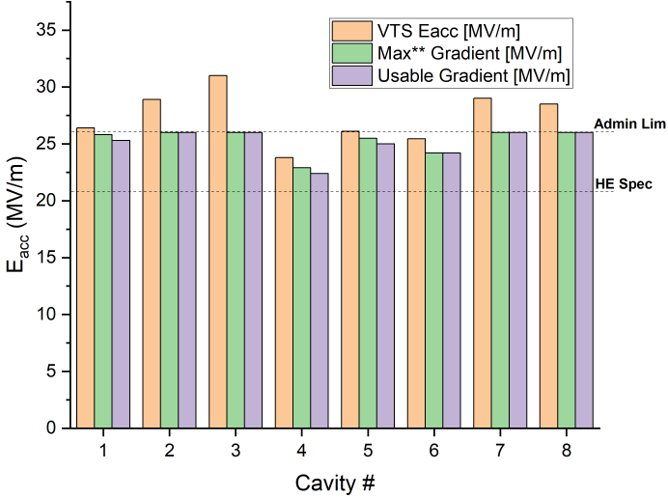 VTS Eacc [MV/m]
Max** Gradient [MV/m]
Usable Gradient [MV/m]
Admin Lim
HE Spec
35
30
25
20
15
10
5
0
E_acc (MV/m)
1 2 3 4 5 6 7 8
Cavity #